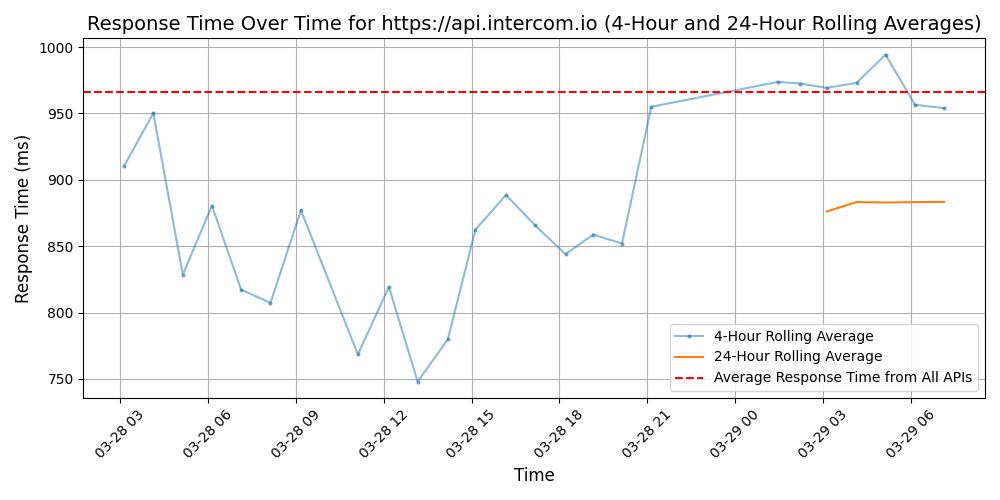 Response Time Over Time for https://api.intercom.io (4-Hour and 24-Hour Rolling Averages)
Response Time (ms)
1000
950
900
850
800
750
4-Hour Rolling Average
24-Hour Rolling Average
Average Response Time from All APIs
03-28 03
03-28 06
03-28 09
03-28 12
03-28 15
03-28 18
03-28 21
03-29 00
03-29 03
03-29 06
Time